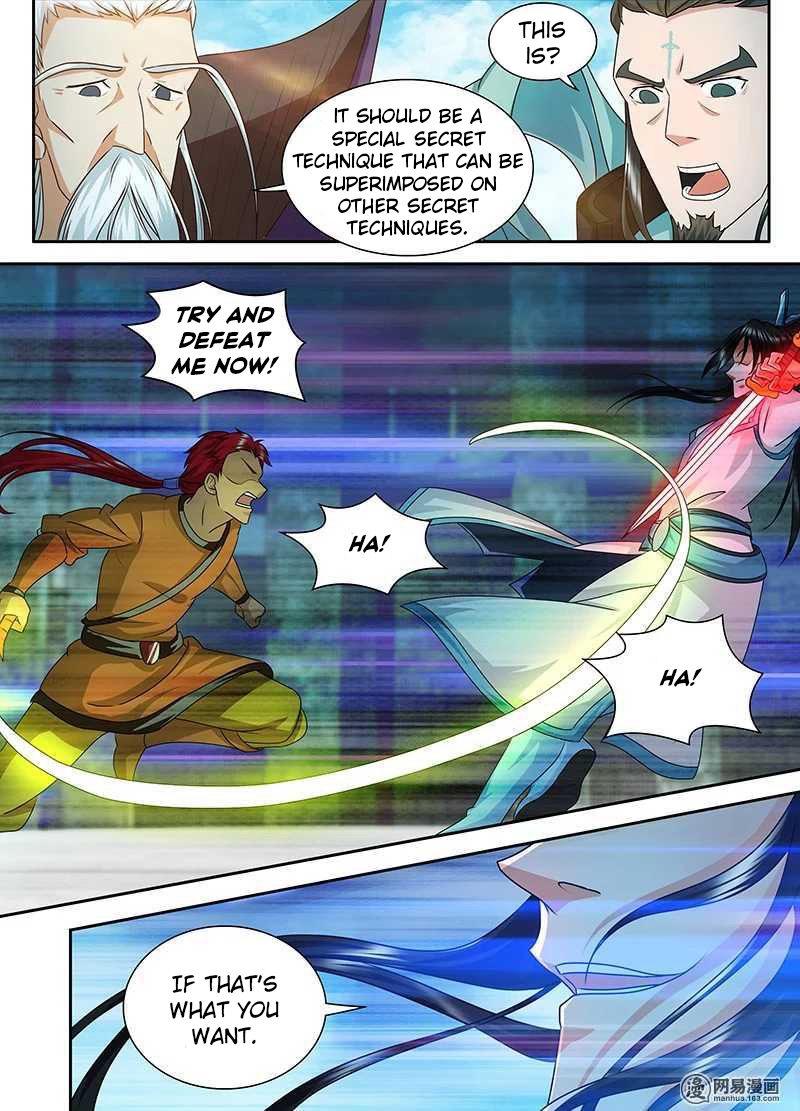 THIS
IS?
IT SHOULD BE A
SPECIAL SECRET
TECHNIQUE THAT CAN BE
SUPERIMPOSED ON
OTHER SECRET
TECHNIQUES.
TRY AND
DEFEAT
ME NOW!
HA!
HA!
IF THAT'S
WHAT YOU
WANT.
漫 网易漫画
manhua.163.com